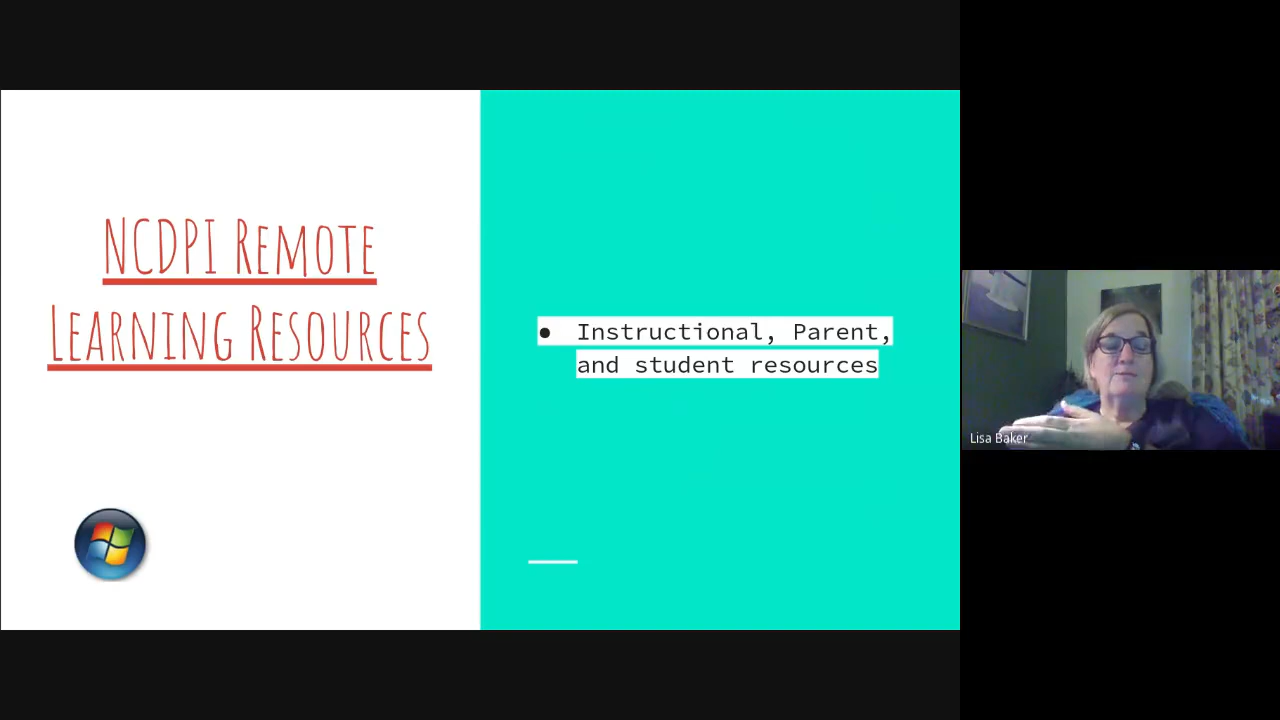 NCDPI Remote
Learning Resources
● Instructional, Parent,
and student resources
Lisa Baker